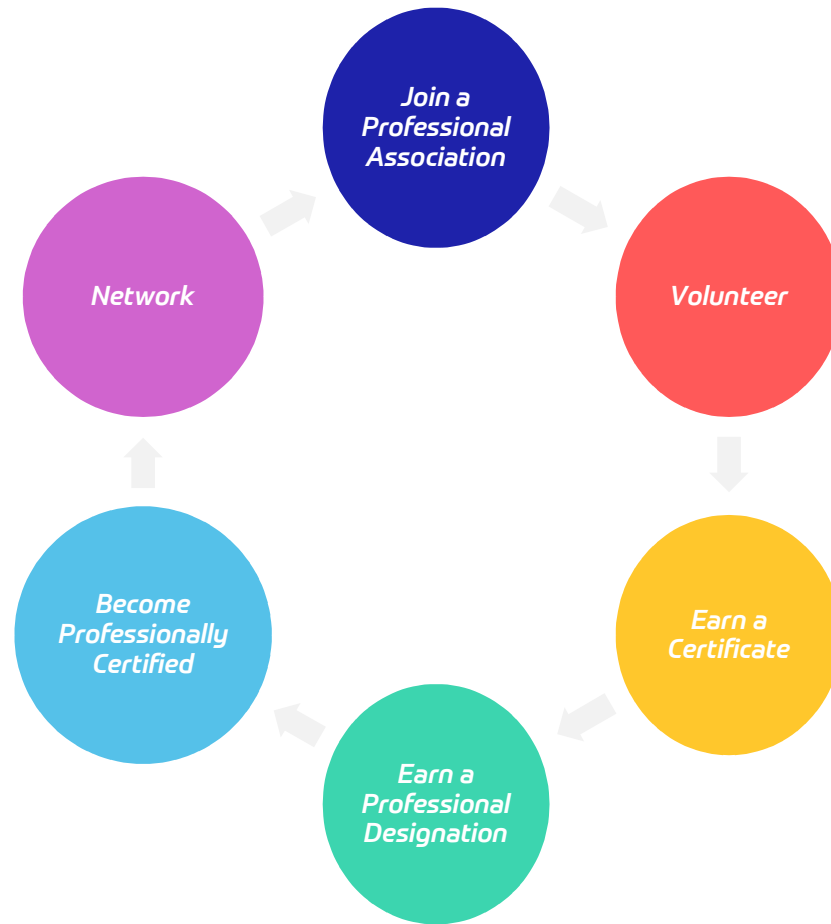 Join a
Professional
Association
Volunteer
Earn a
Certificate
Earn a
Professional
Designation
Become
Professionally
Certified
Network